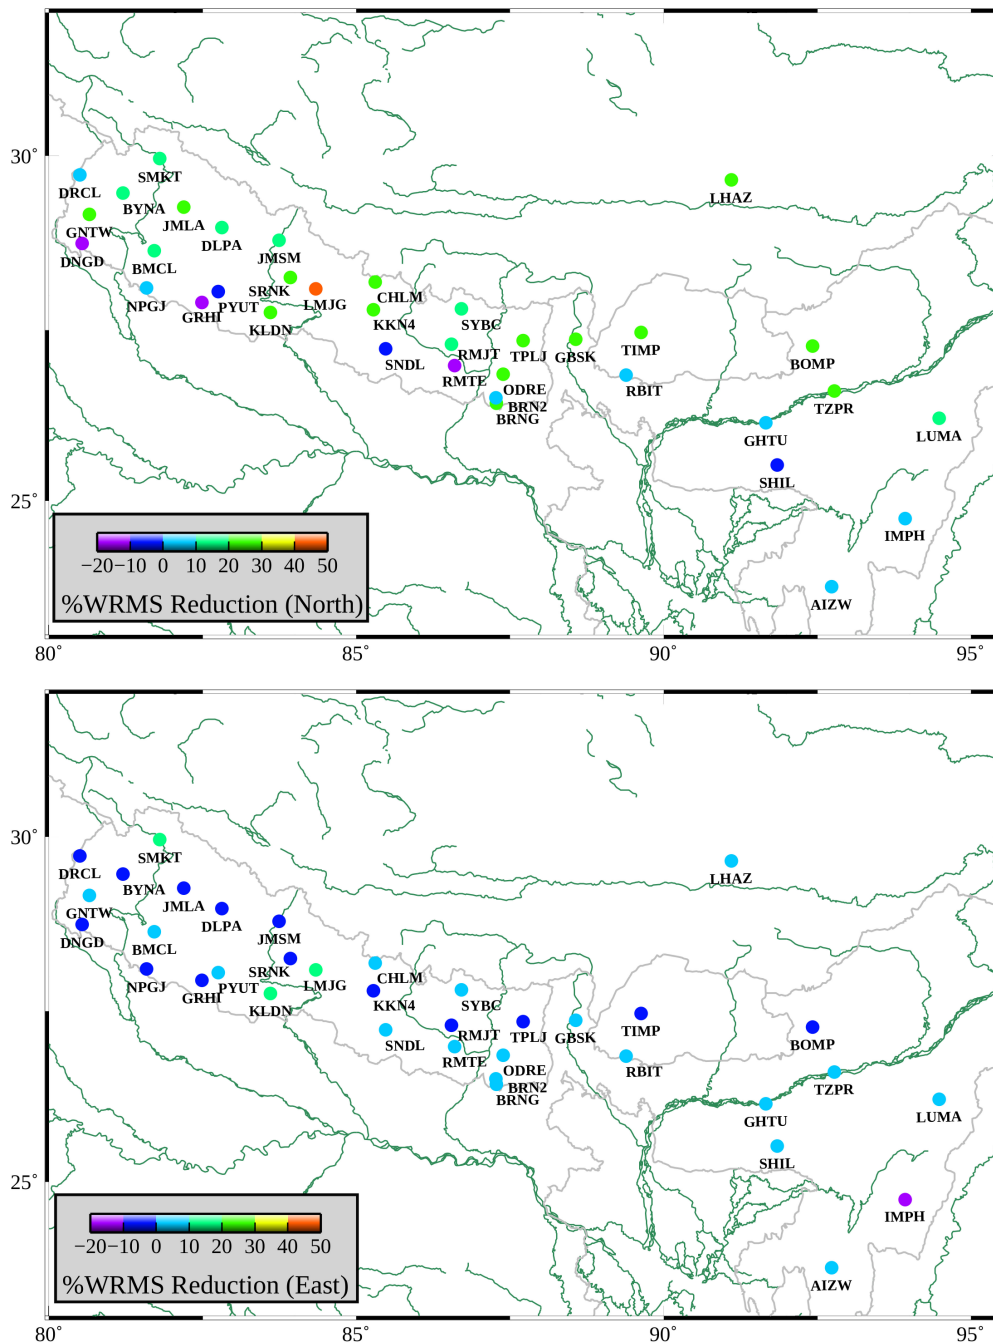 30°
LHAZ
SMKT
DRCL
BYNA
JMLA
GNTW
DLPA
DNGD
JMSM
BMCL
SRNK
CHLM
NPGJ
PYUT
LMJG
GRHI
KKN4
SYBC
KLDN
TIMP
RMJT
TPLJ
GBSK
SNDL
BOMP
RMTE
ODRE
RBIT
BRN2
TZPR
BRNG
GHTU
LUMA
SHIL
25°
IMPH
−20−10 0 10 20 30 40 50
%WRMS Reduction (North)
AIZW
80° 85° 90° 95°
30°
SMKT
DRCL
LHAZ
BYNA
JMLA
GNTW
DLPA
DNGD
JMSM
BMCL
SRNK
CHLM
NPGJ
PYUT
LMJG
GRHI
KKN4
SYBC
KLDN
TIMP
RMJT
TPLJ
GBSK
SNDL
BOMP
RMTE
ODRE
RBIT
BRN2
TZPR
BRNG
LUMA
GHTU
SHIL
25°
IMPH
−20−10 0 10 20 30 40 50
%WRMS Reduction (East)
AIZW
80° 85° 90° 95°